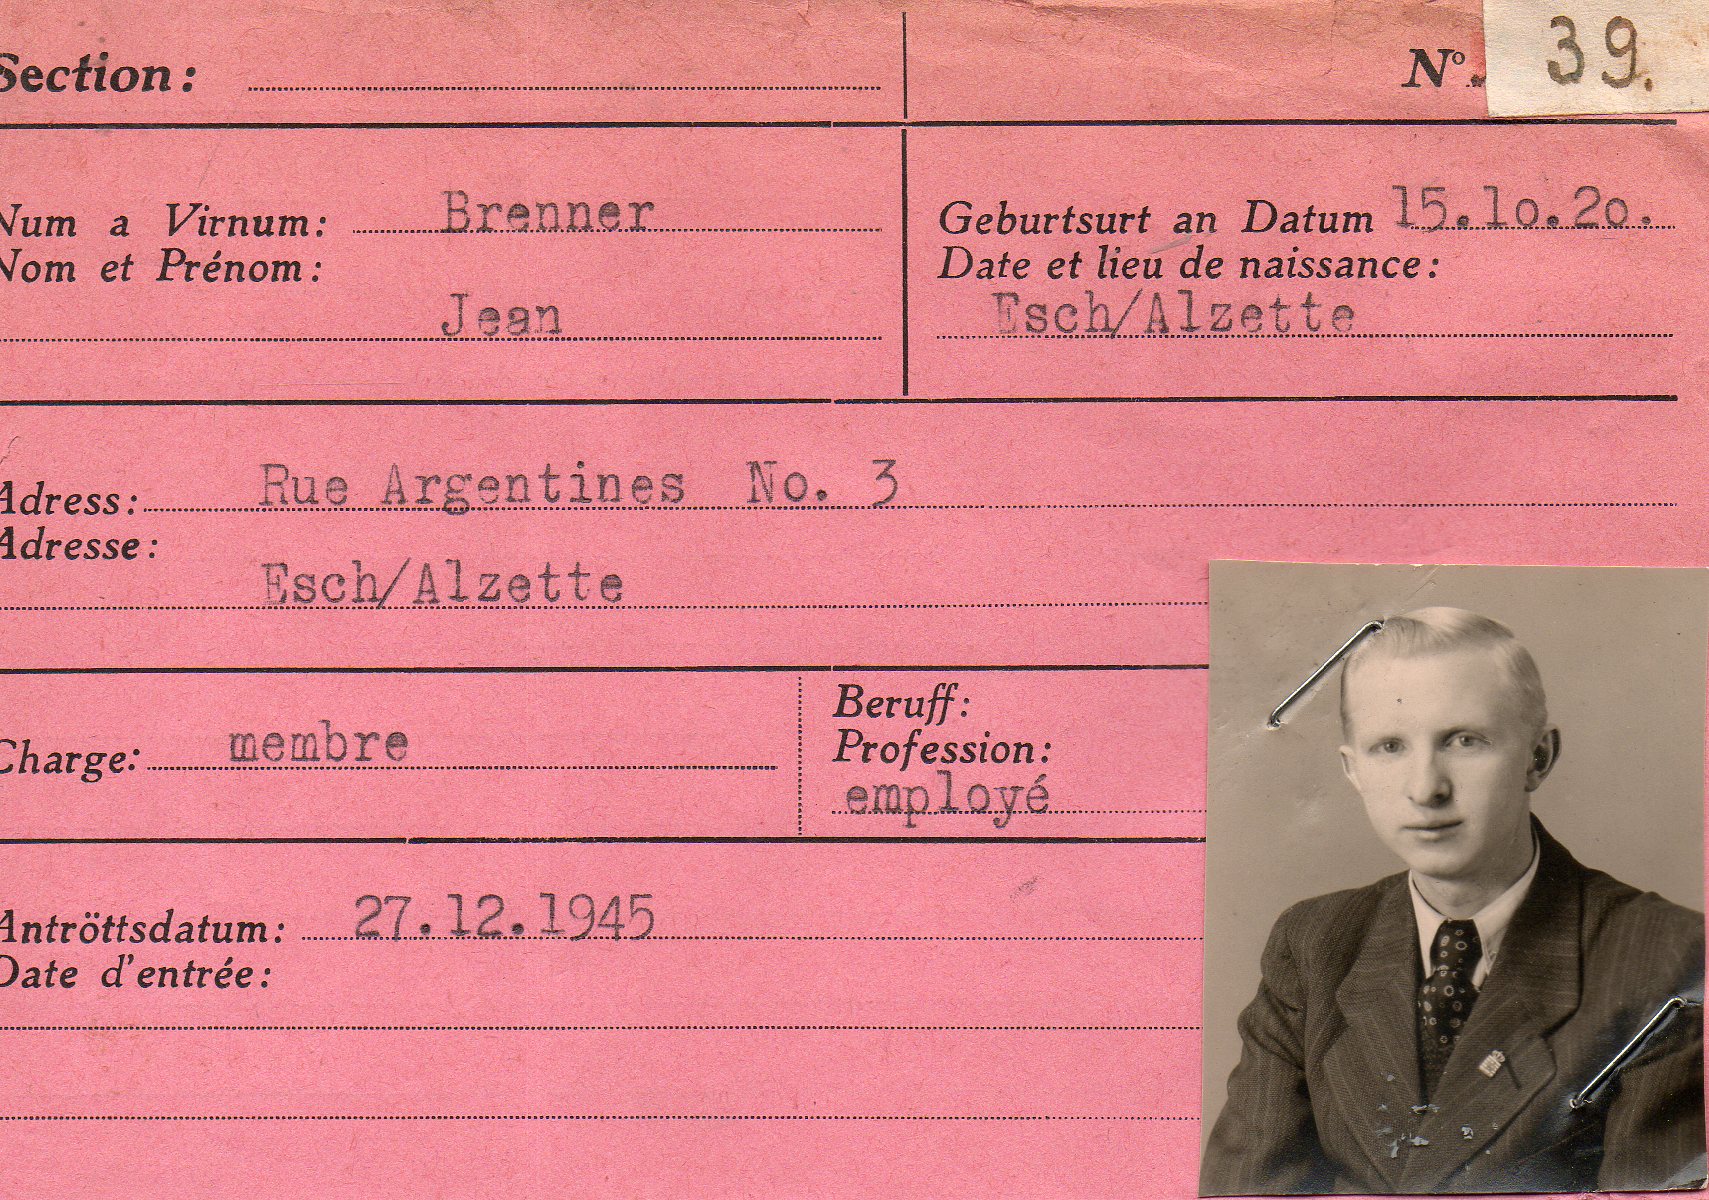 Section:
No. 39.
Num a Virnum: Brenner
Nom et Prénom:
Jean
Geburtsurt an Datum 15.10.20.
Date et lieu de naissance:
Esch/Alzette
Adress: Rue Argentines No. 3
Adresse:
Esch/Alzette
Charge: membre
Beruff:
Profession:
employé
Antröttsdatum: 27.12.1945
Date d'entrée: